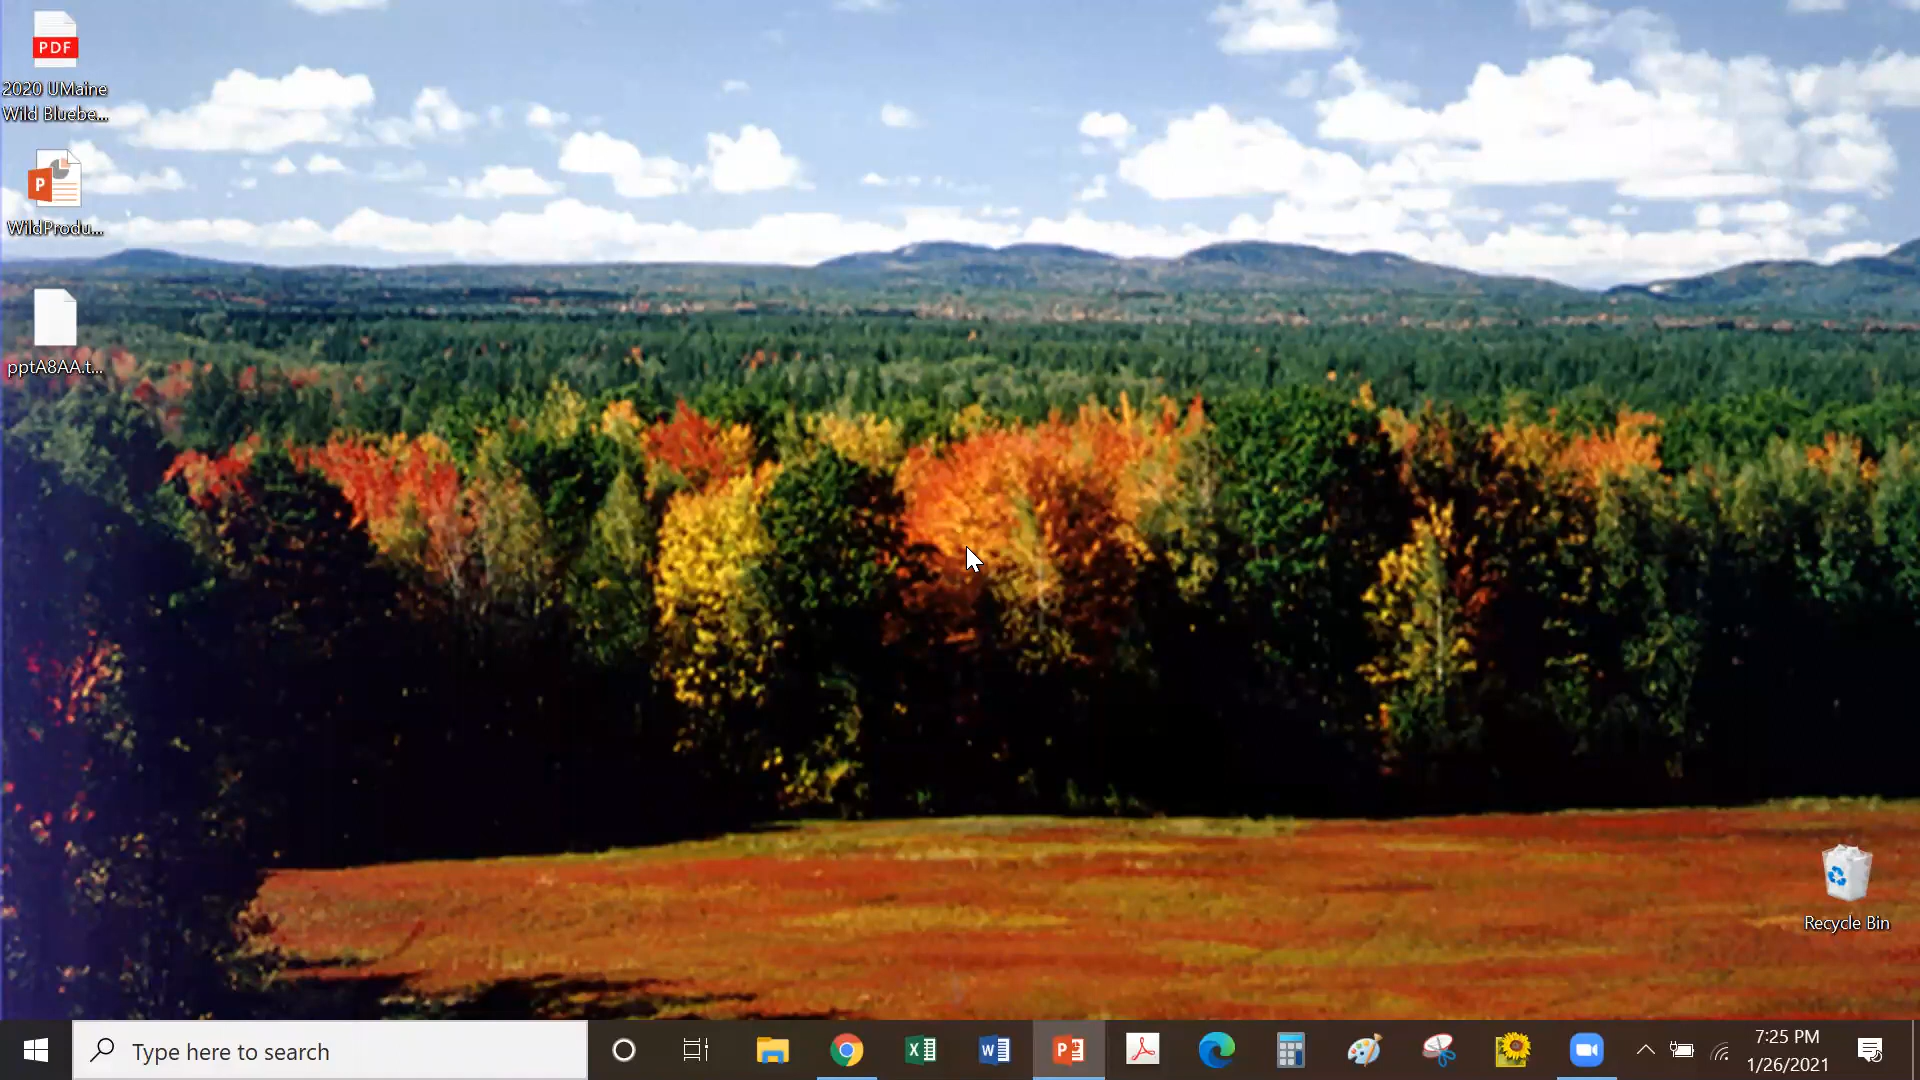 PDF
2020 UMaine
Wild Bluebe...
P
WildProdu...
pptA8AA.t...
Recycle Bin
Type here to search
7:25 PM
1/26/2021